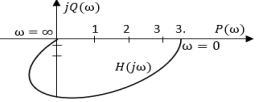 jQ(ω)
ω = ∞ 1 2 3 3. P(ω)
ω = 0
H(jω)